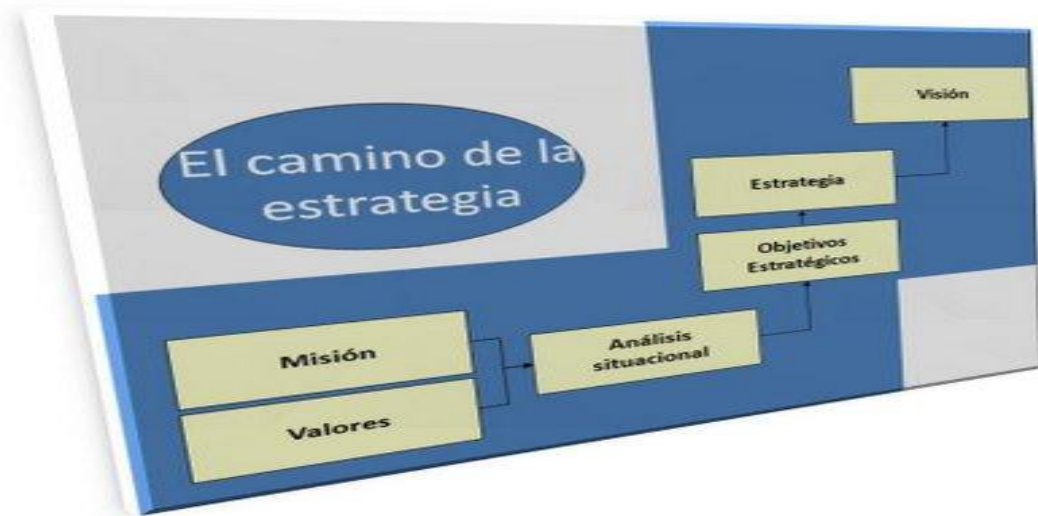 El camino de la
estrategia
Visión
Estrategia
Objetivos
Estratégicos
Análisis
situacional
Misión
Valores